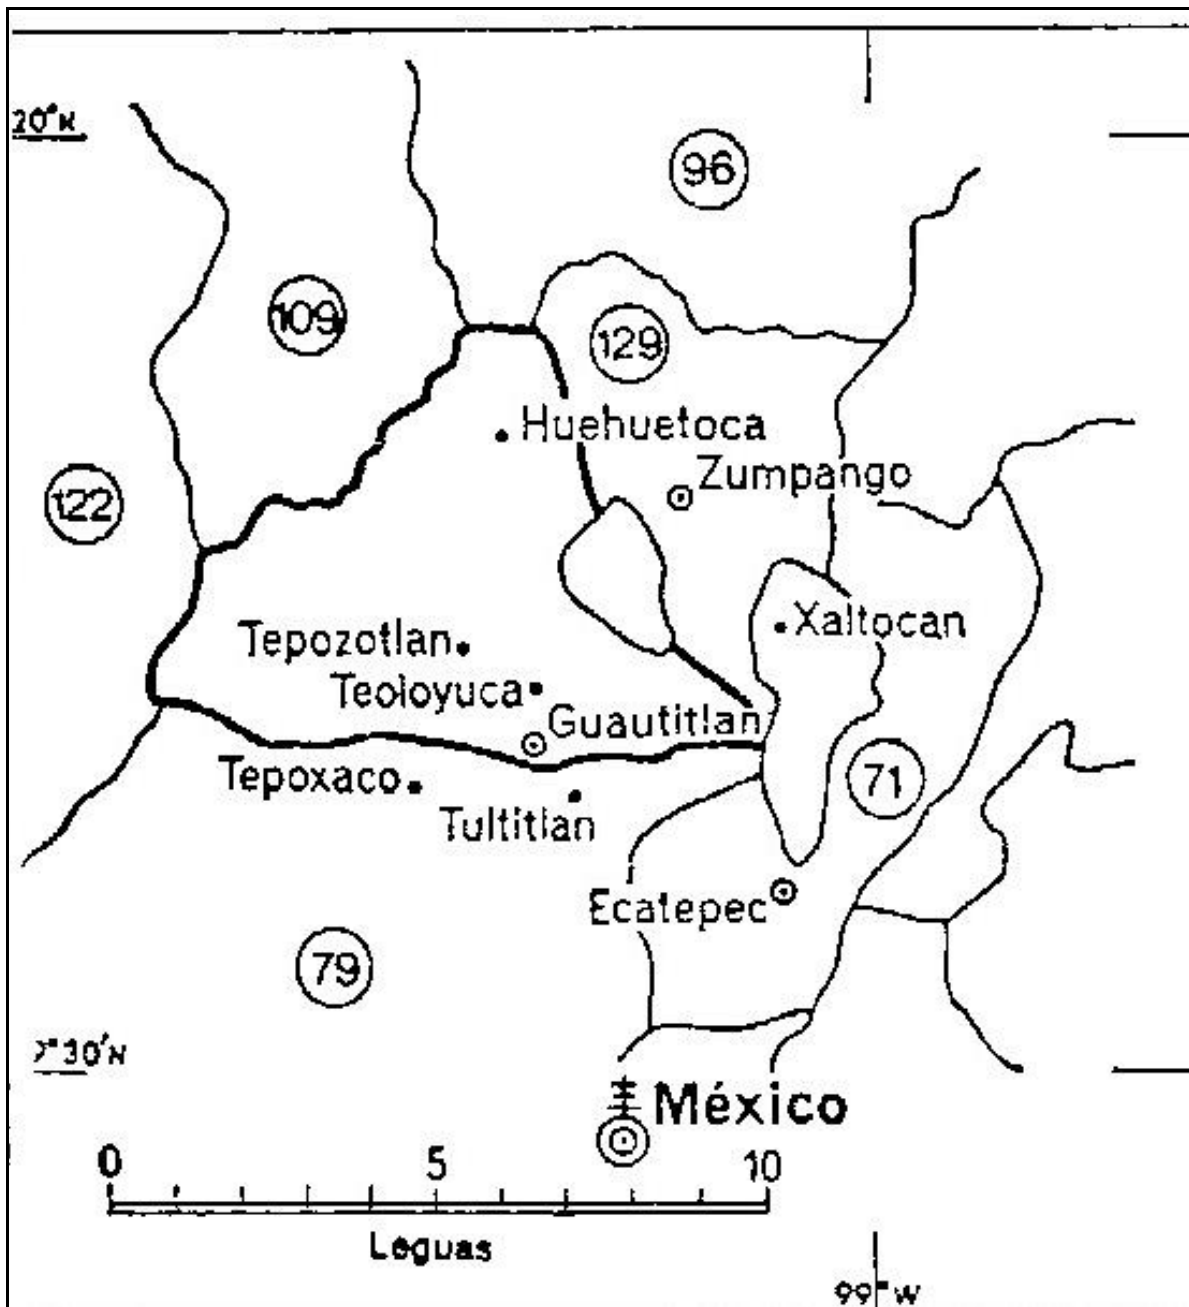 20°N
96
109
129
Huehuetoca
Zumpango
122
Xaltocan
Tepozotlan
Teoloyuca
Guautitlan
71
Tepoxaco
Tultitlan
Ecatepec
79
°30'N
México
0 5 10
Leguas
99°W